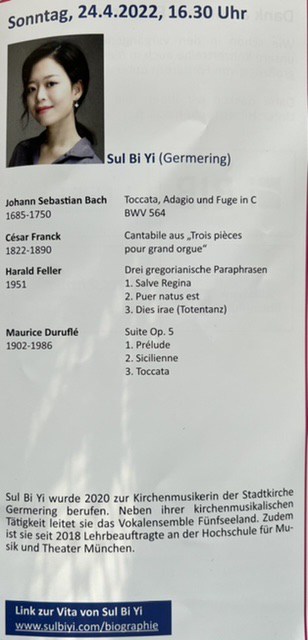 Sonntag, 24.4.2022, 16.30 Uhr
Sul Bi Yi (Germering)
Johann Sebastian Bach Toccata, Adagio und Fuge in C
1685-1750 BWV 564
César Franck Cantabile aus „Trois pièces
1822-1890 pour grand orgue“
Harald Feller Drei gregorianische Paraphrasen
1951 1. Salve Regina
2. Puer natus est
3. Dies irae (Totentanz)
Maurice Duruflé Suite Op. 5
1902-1986 1. Prélude
2. Sicilienne
3. Toccata
Sul Bi Yi wurde 2020 zur Kirchenmusikerin der Stadtkirche
Germering berufen. Neben ihrer kirchenmusikalischen
Tätigkeit leitet sie das Vokalensemble Fünfseeland. Zudem
ist sie seit 2018 Lehrbeauftragte an der Hochschule für Mu-
sik und Theater München.
Link zur Vita von Sul Bi Yi
www.sulbiyi.com/biographie